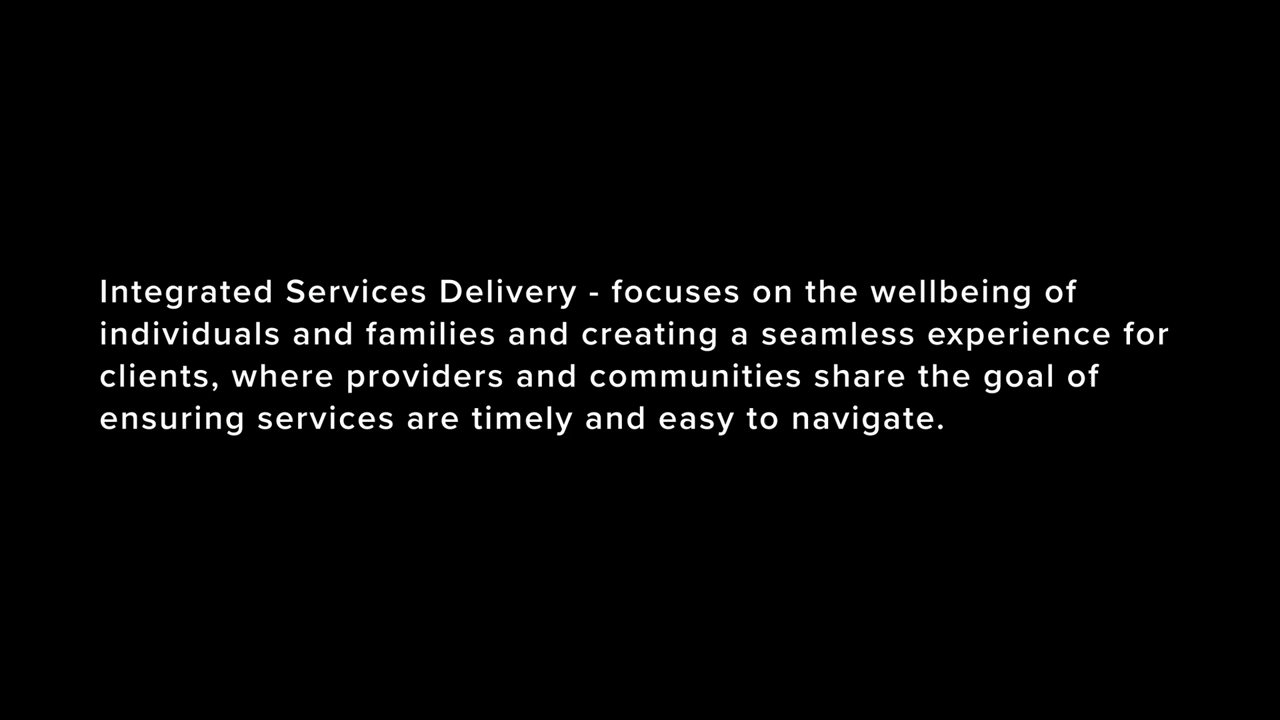 Integrated Services Delivery - focuses on the wellbeing of
individuals and families and creating a seamless experience for
clients, where providers and communities share the goal of
ensuring services are timely and easy to navigate.